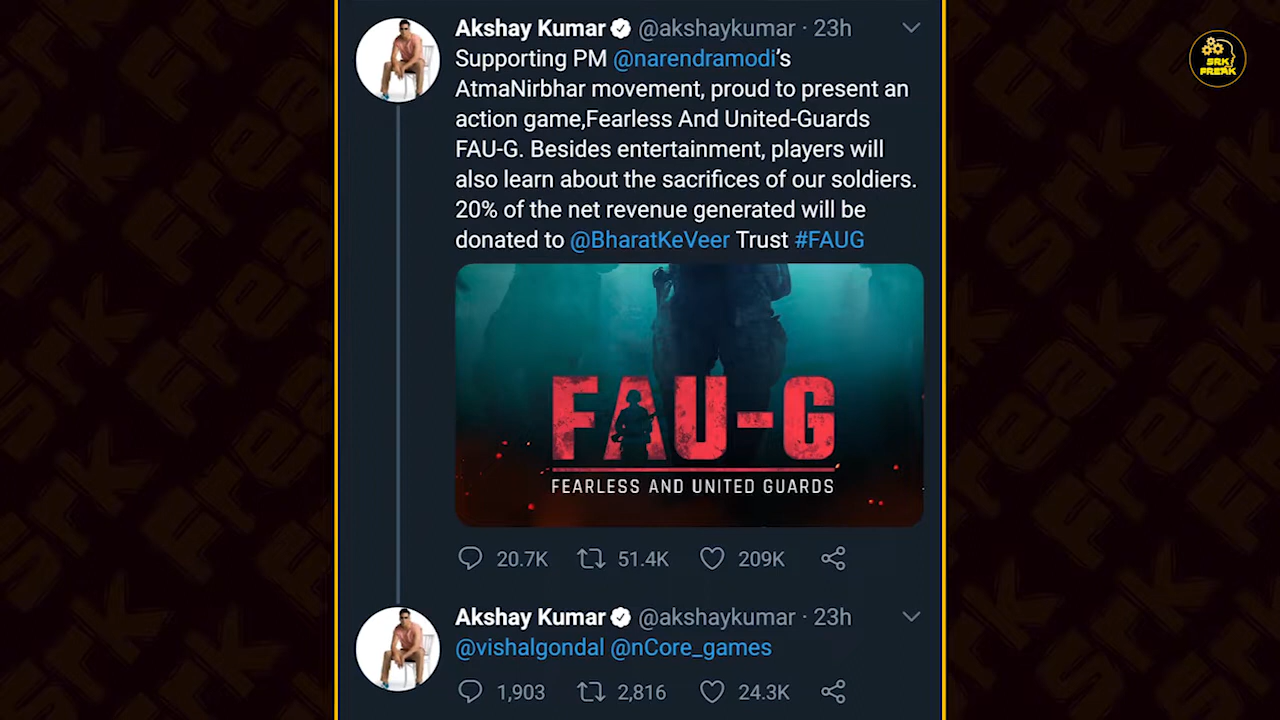 Akshay Kumar @akshaykumar · 23h
Supporting PM @narendramodi's
AtmaNirbhar movement, proud to present an
action game,Fearless And United-Guards
FAU-G. Besides entertainment, players will
also learn about the sacrifices of our soldiers.
20% of the net revenue generated will be
donated to @BharatKeVeer Trust #FAUG
FAU-G
FEARLESS AND UNITED GUARDS
20.7K 51.4K 209K
Akshay Kumar @akshaykumar · 23h
@vishalgondal @nCore_games
1,903 2,816 24.3K
SRK
FREAK
Srk Freak